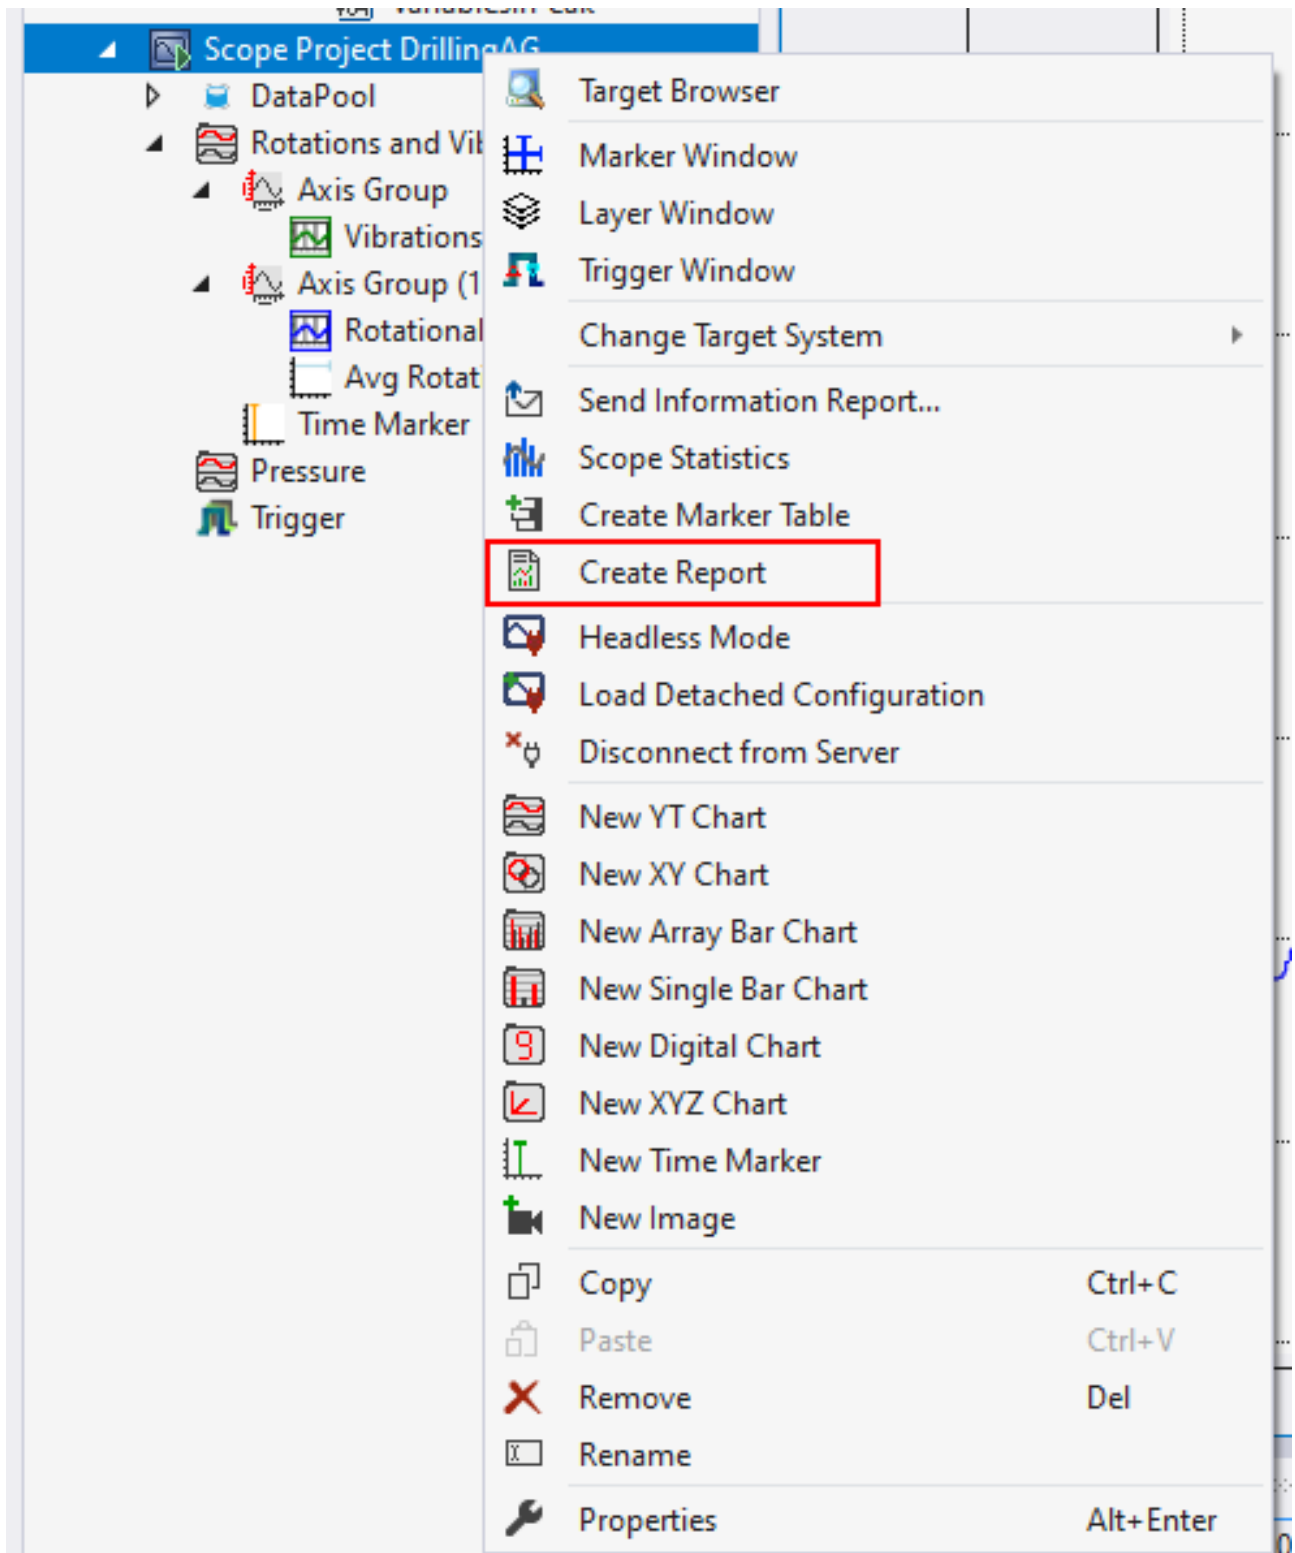 Scope Project DrillingAG
DataPool
Rotations and Vib
Axis Group
Vibrations
Axis Group (1
Rotational
Avg Rotat
Time Marker
Pressure
Trigger
Target Browser
Marker Window
Layer Window
Trigger Window
Change Target System
Send Information Report...
Scope Statistics
Create Marker Table
Create Report
Headless Mode
Load Detached Configuration
Disconnect from Server
New YT Chart
New XY Chart
New Array Bar Chart
New Single Bar Chart
New Digital Chart
New XYZ Chart
New Time Marker
New Image
Copy Ctrl+C
Paste Ctrl+V
Remove Del
Rename
Properties Alt+Enter